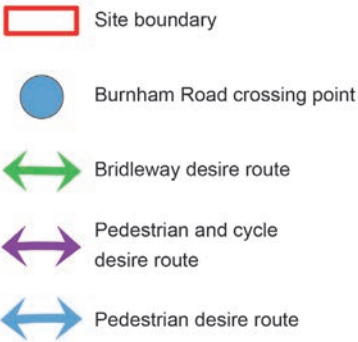 Site boundary
Burnham Road crossing point
Bridleway desire route
Pedestrian and cycle
desire route
Pedestrian desire route